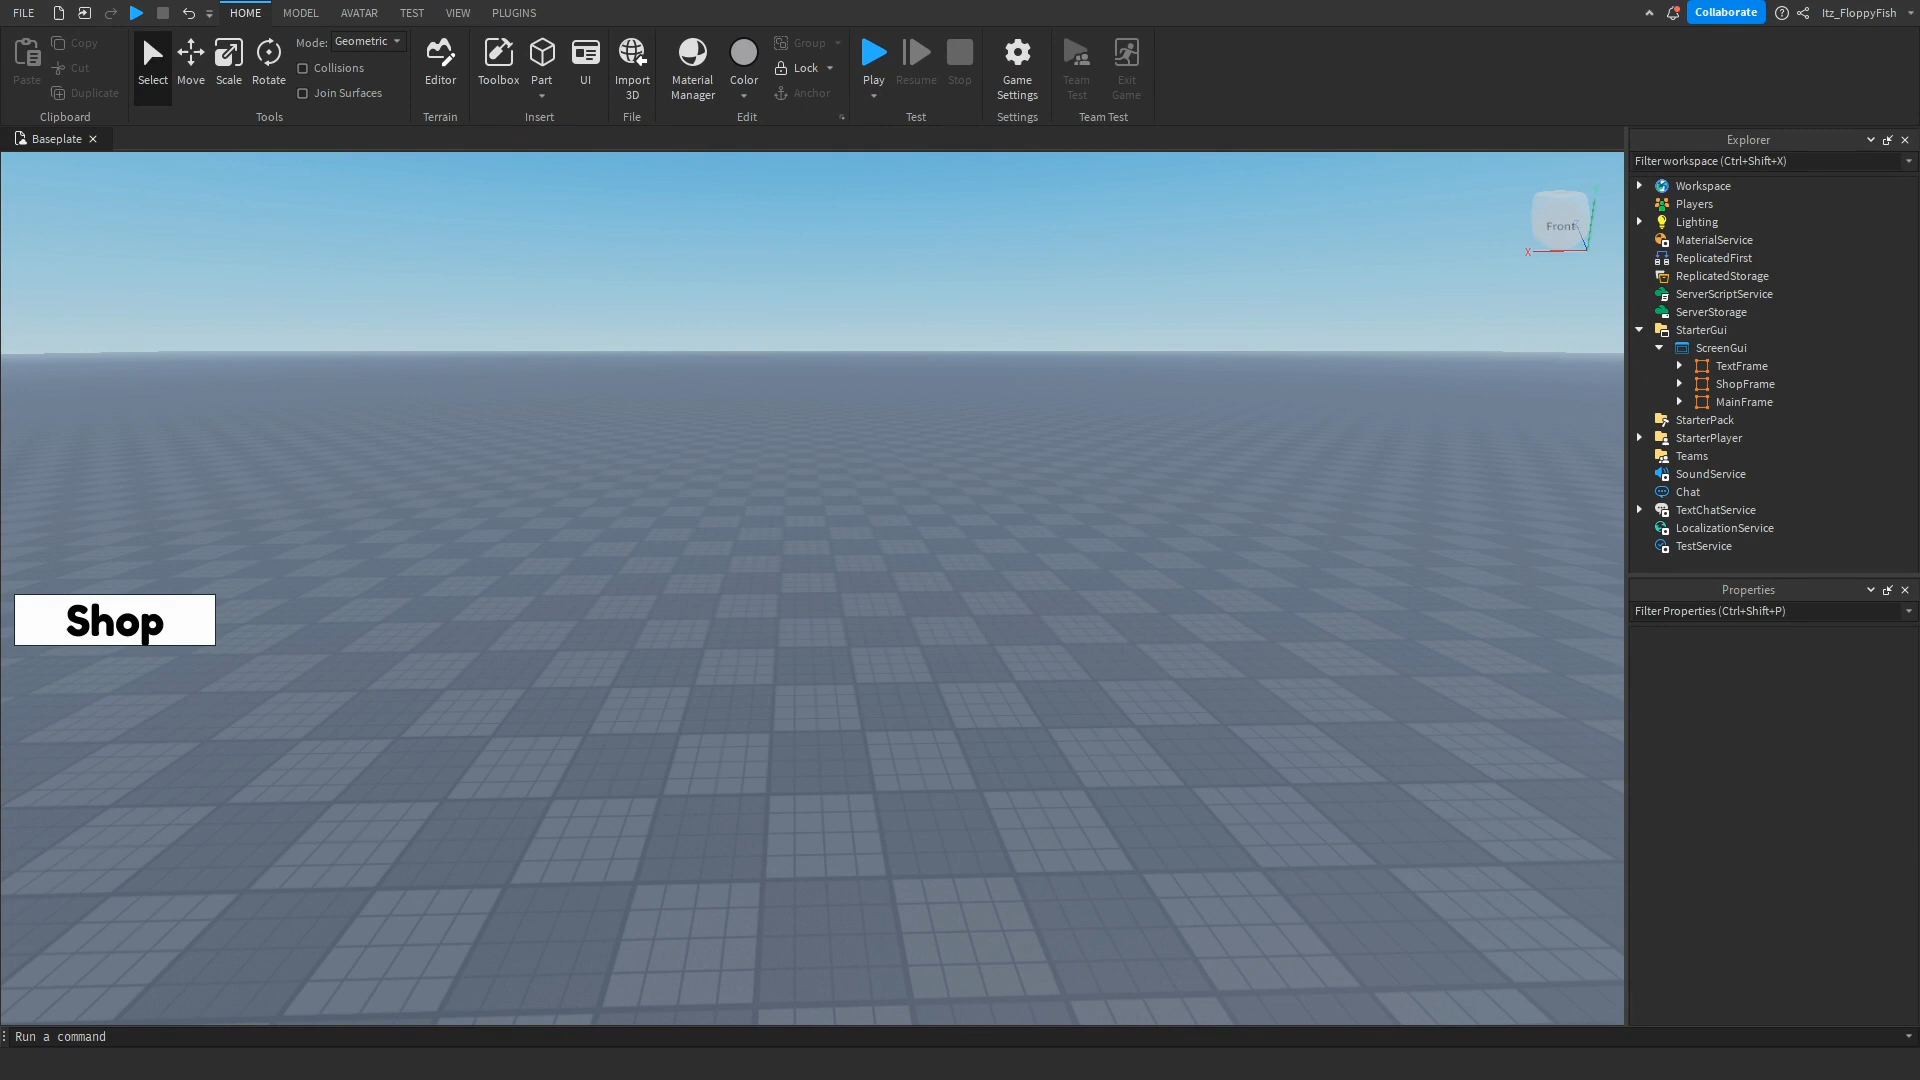 FILE HOME MODEL AVATAR TEST VIEW PLUGINS Collaborate Itz_FloppyFish
Paste Copy Cut Duplicate
Clipboard
Select Move Scale Rotate
Mode: Geometric
Collisions
Join Surfaces
Tools
Editor
Terrain
Toolbox Part UI
Insert
Import
3D
File
Material
Manager
Color
Group
Lock
Anchor
Edit
Play Resume Stop
Test
Game
Settings
Settings
Team
Test
Exit
Game
Team Test
Baseplate
Front
X
Shop
Explorer
Filter workspace (Ctrl+Shift+X)
Workspace
Players
Lighting
MaterialService
ReplicatedFirst
ReplicatedStorage
ServerScriptService
ServerStorage
StarterGui
ScreenGui
TextFrame
ShopFrame
MainFrame
StarterPack
StarterPlayer
Teams
SoundService
Chat
TextChatService
LocalizationService
TestService
Properties
Filter Properties (Ctrl+Shift+P)
Run a command